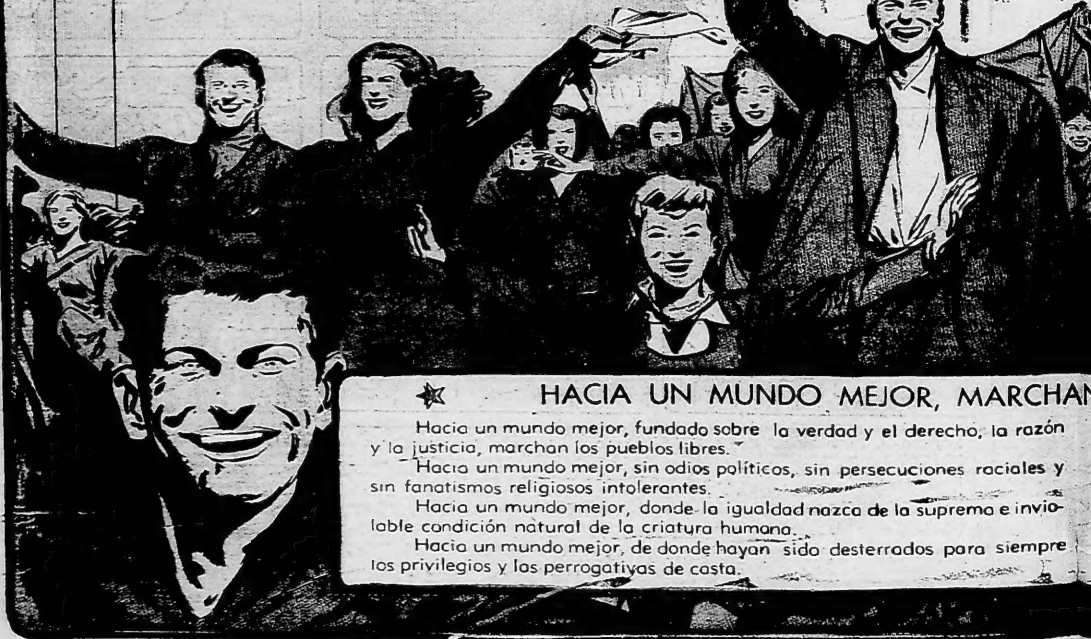 HACIA UN MUNDO MEJOR, MARCHAN
Hacia un mundo mejor, fundado sobre la verdad y el derecho, la razón
y la justicia, marchan los pueblos libres.
Hacia un mundo mejor, sin odios políticos, sin persecuciones raciales y
sin fanatismos religiosos intolerantes.
Hacia un mundo mejor, donde la igualdad nazca de la suprema e invio-
lable condición natural de la criatura humana.
Hacia un mundo mejor, de donde hayan sido desterrados para siempre
los privilegios y las perrogativas de casta.